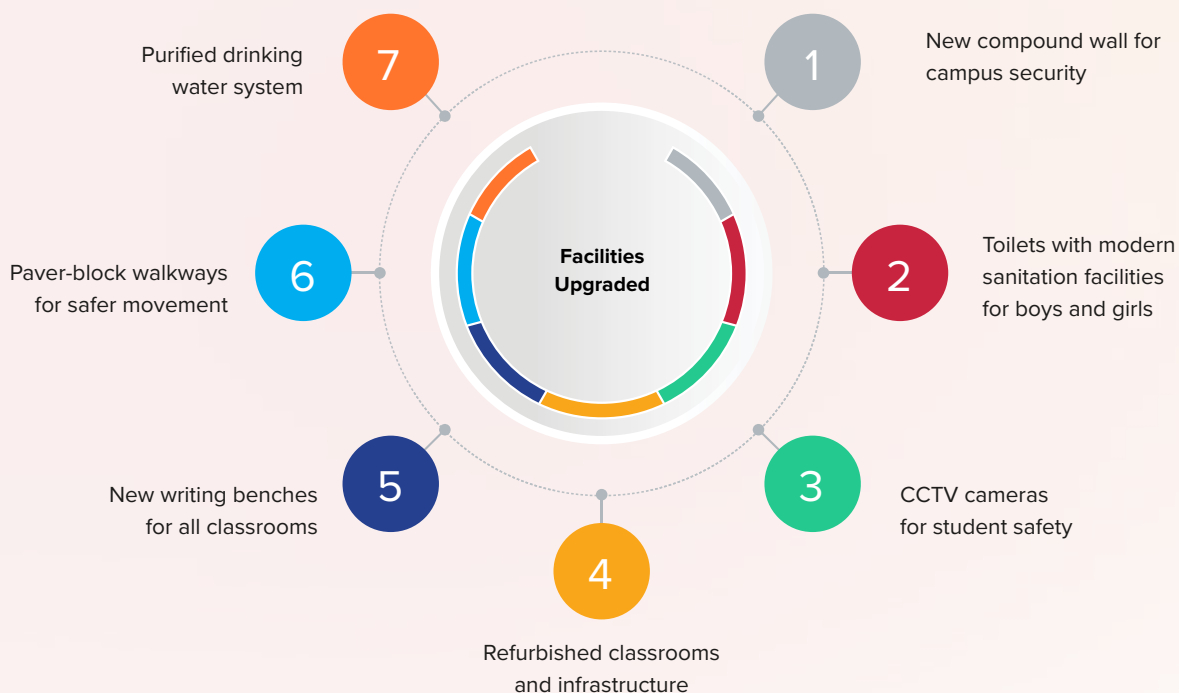 Facilities
Upgraded
1
New compound wall for
campus security
2
Toilets with modern
sanitation facilities
for boys and girls
3
CCTV cameras
for student safety
4
Refurbished classrooms
and infrastructure
5
New writing benches
for all classrooms
6
Paver-block walkways
for safer movement
7
Purified drinking
water system